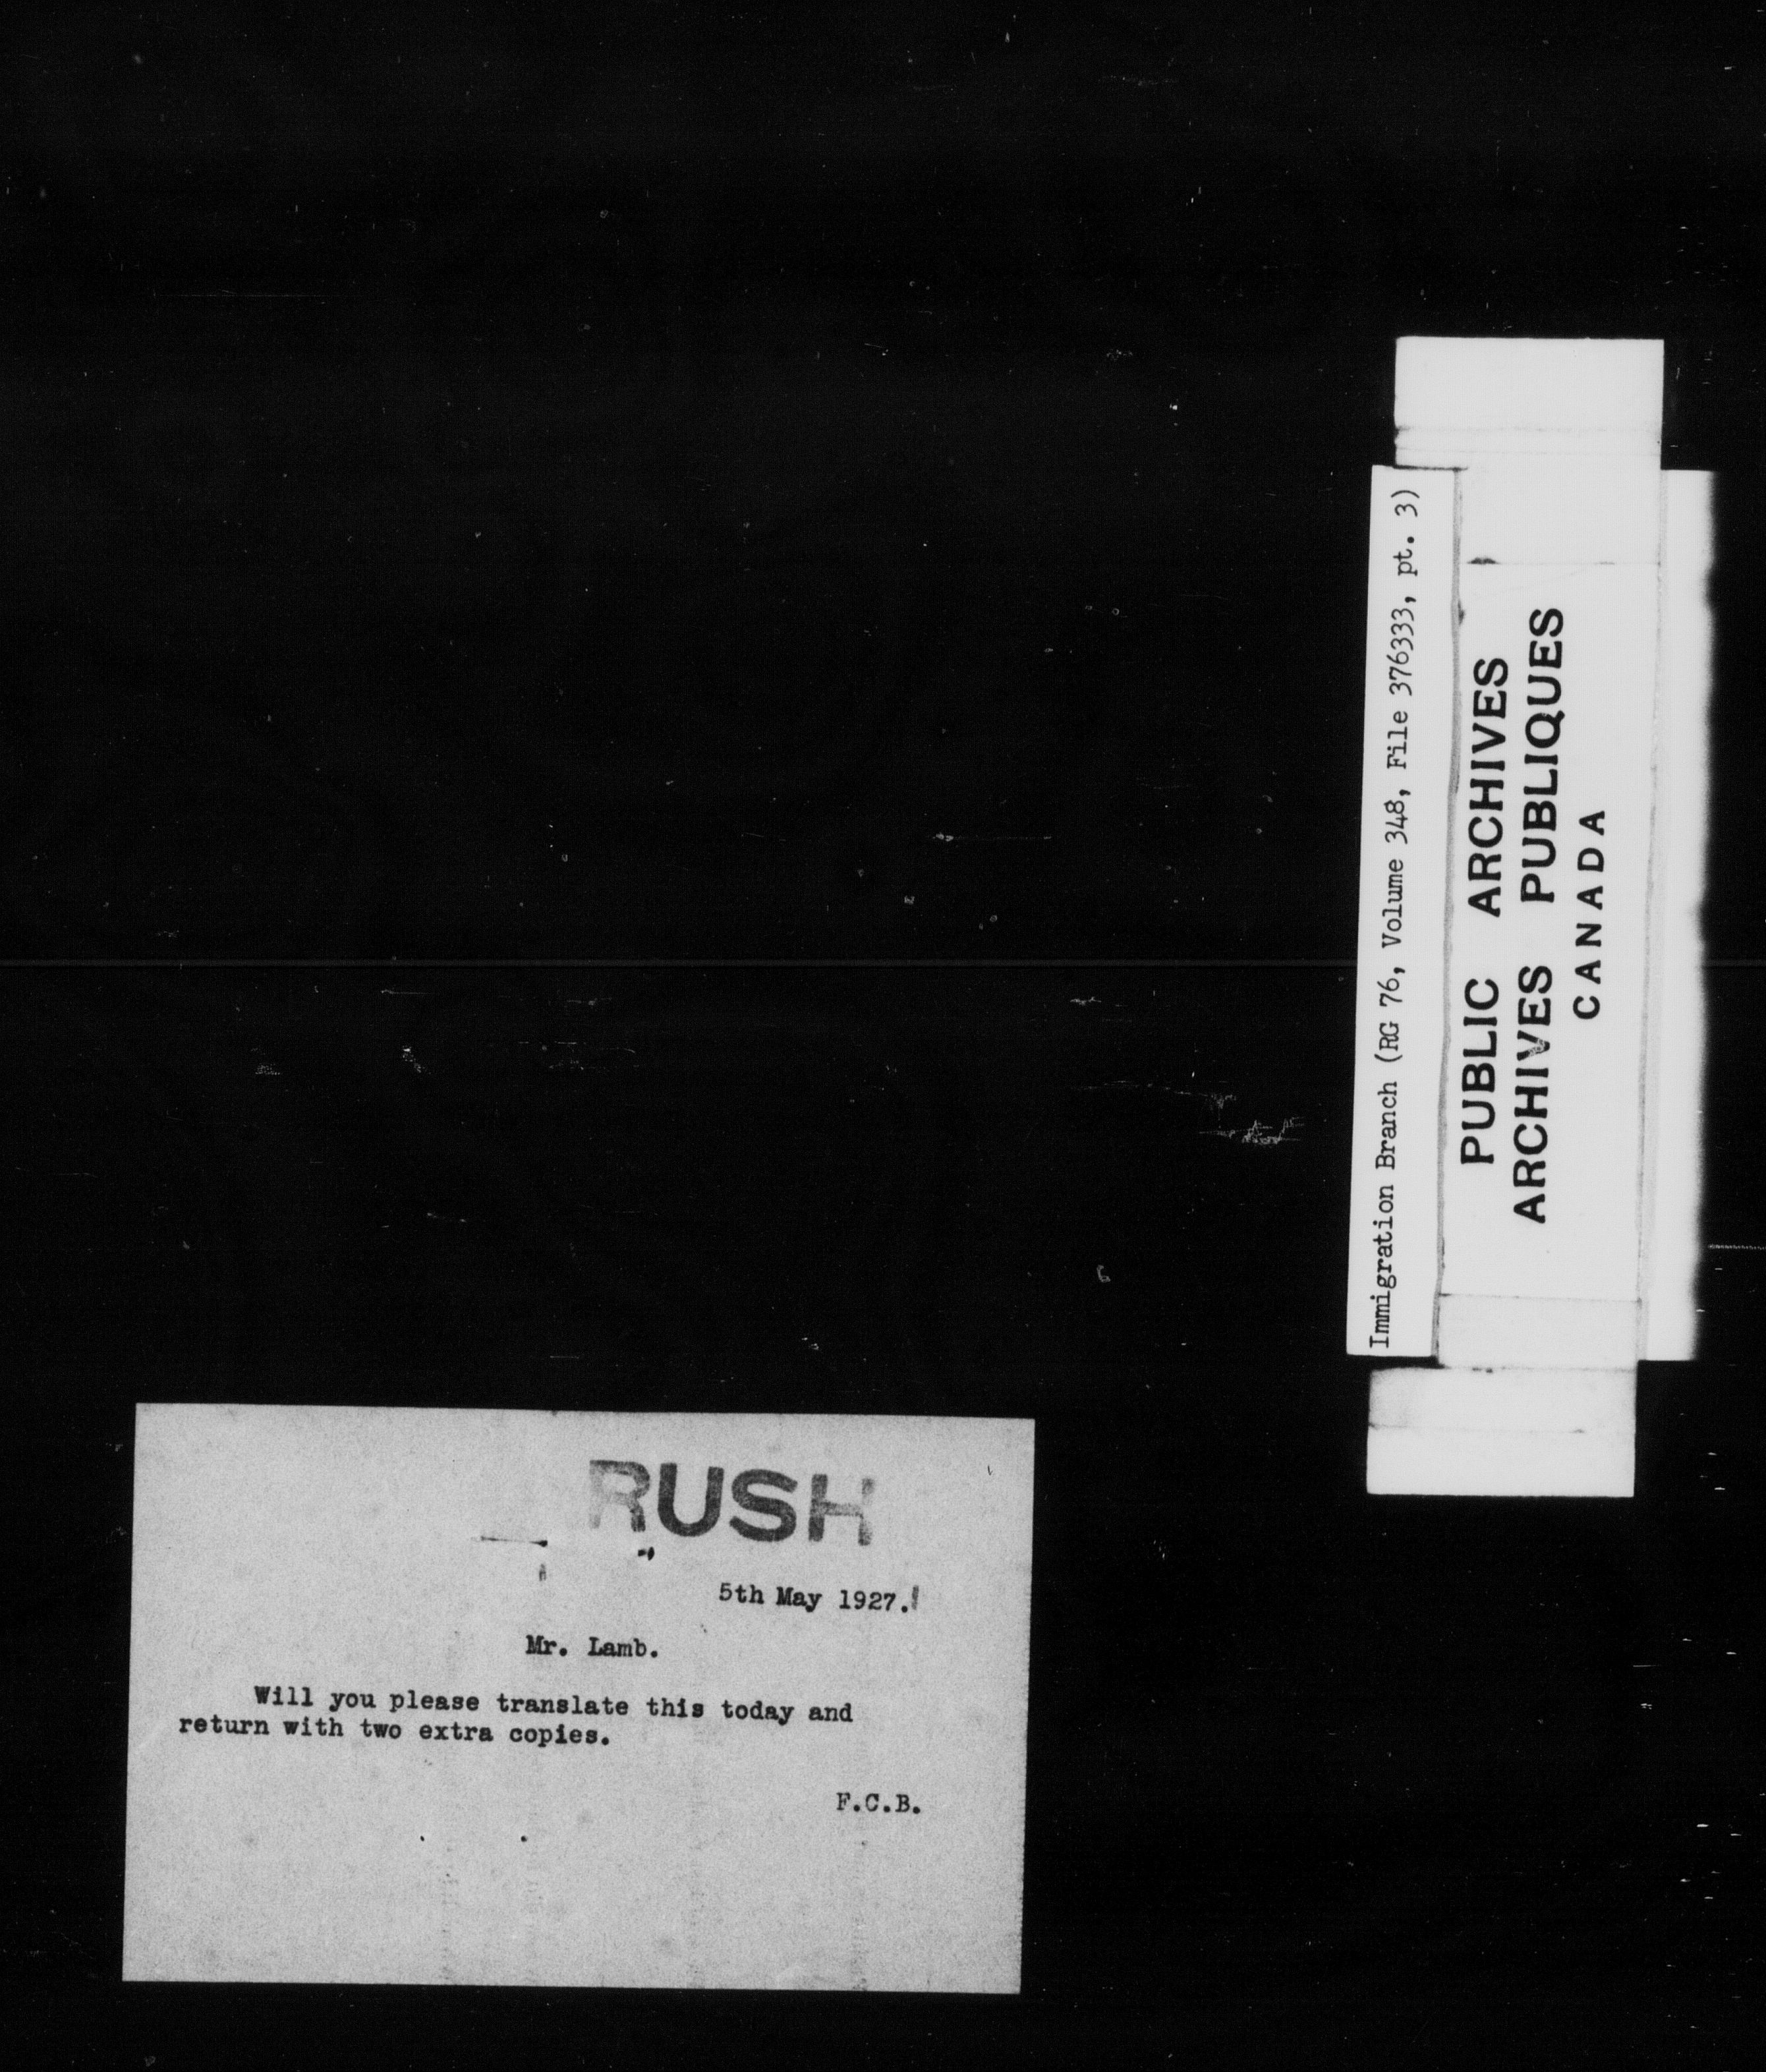 Immigration Branch (RG 76, Volume 348, File 376333, pt. 3)
PUBLIC ARCHIVES
ARCHIVES PUBLIQUES
CANADA
RUSH
5th May 1927.
Mr. Lamb.
Will you please translate this today and
return with two extra copies.
F.C.B.